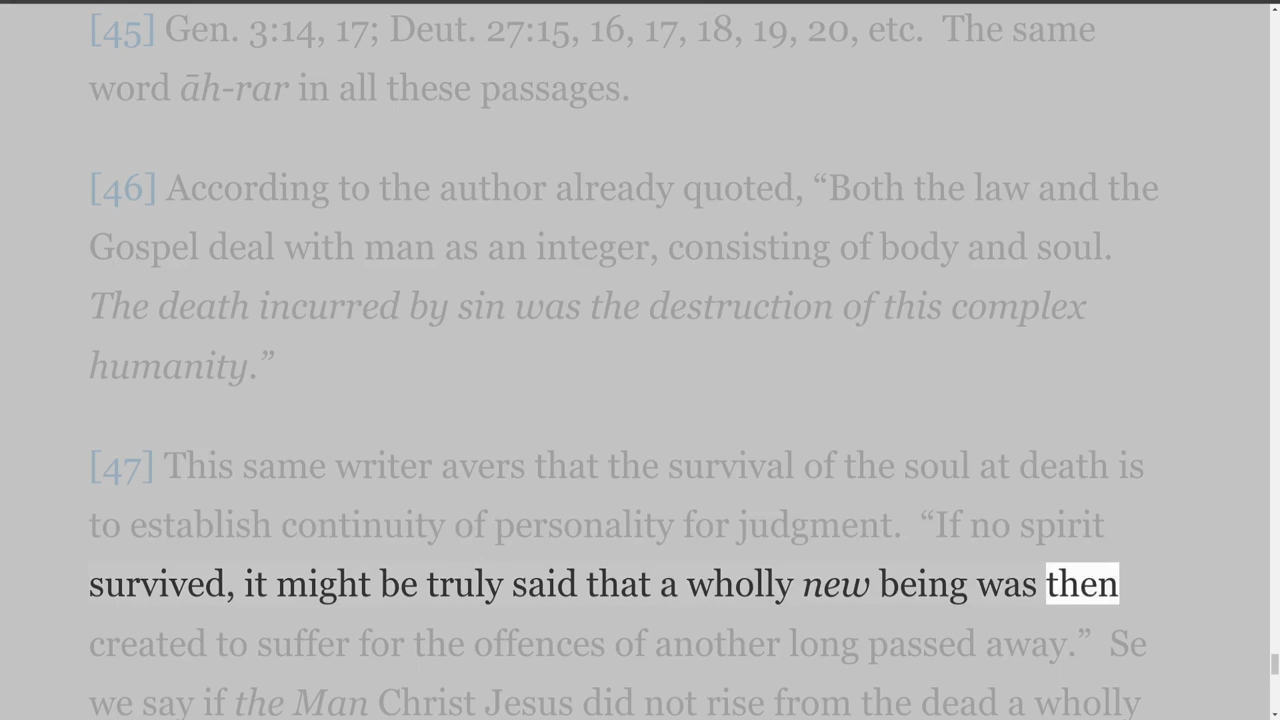 [45] Gen. 3:14, 17; Deut. 27:15, 16, 17, 18, 19, 20, etc.  The same
word āh-rar in all these passages.
[46] According to the author already quoted, “Both the law and the
Gospel deal with man as an integer, consisting of body and soul.
The death incurred by sin was the destruction of this complex
humanity.”
[47] This same writer avers that the survival of the soul at death is
to establish continuity of personality for judgment.  “If no spirit
survived, it might be truly said that a wholly new being was then
created to suffer for the offences of another long passed away.”  Se
we say if the Man Christ Jesus did not rise from the dead a wholly